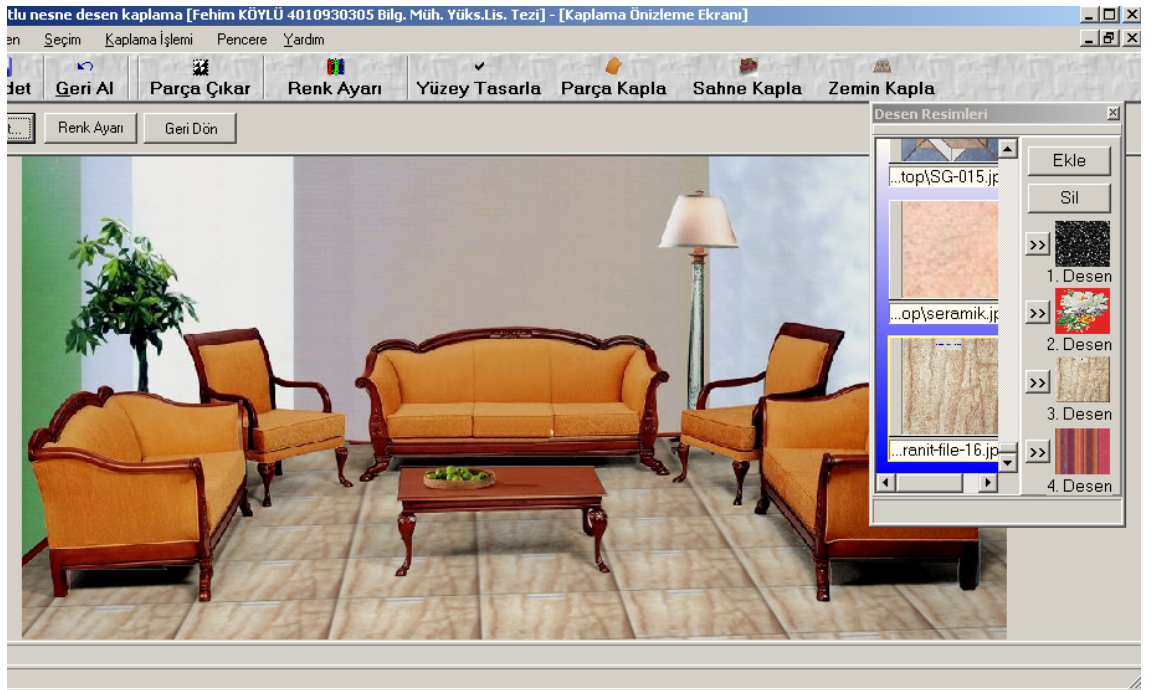 tlu nesne desen kaplama [Fehim KÖYLÜ 4010930305 Bilg. Müh. Yüks.Lis. Tezi] - [Kaplama Önizleme Ekranı]
en Seçim Kaplama İşlemi Pencere Yardım
det Geri Al Parça Çıkar Renk Ayarı Yüzey Tasarla Parça Kapla Sahne Kapla Zemin Kapla
t... Renk Ayarı Geri Dön
Desen Resimleri
...top\SG-015.jp
...op\seramik.jp
...ranit-file-16.jp
Ekle
Sil
>>
1. Desen
>>
2. Desen
>>
3. Desen
>>
4. Desen